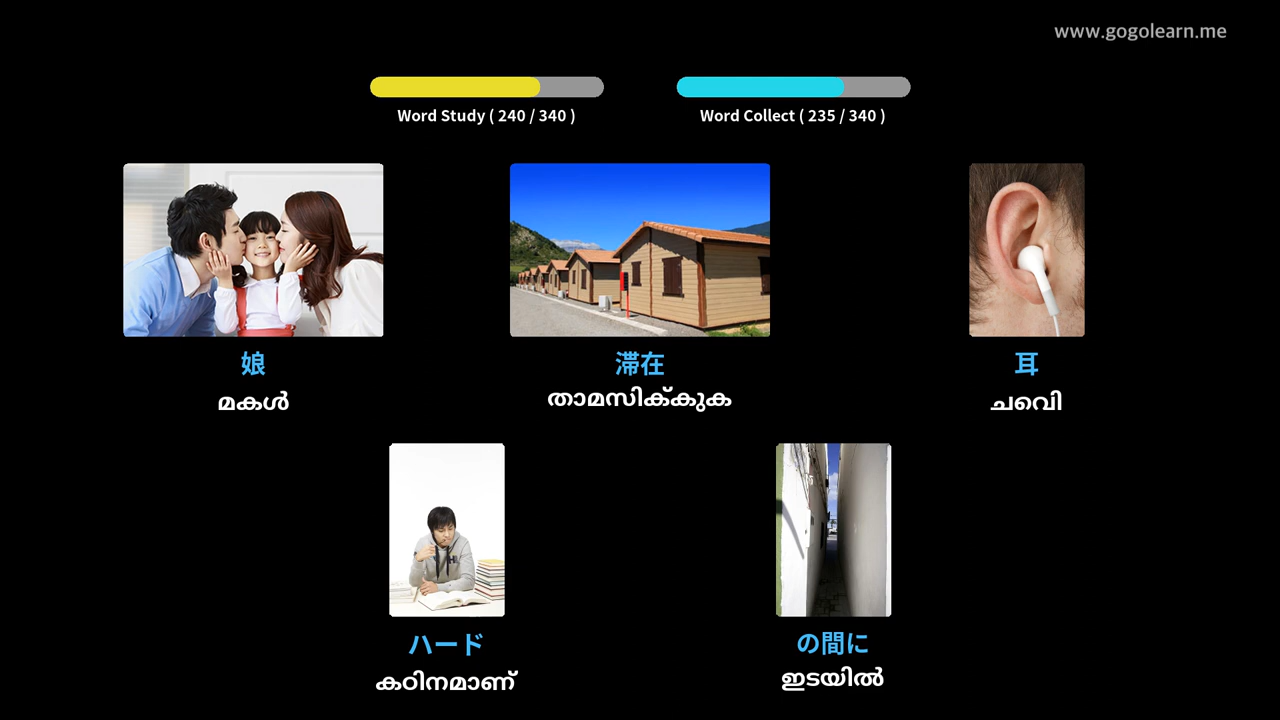 www.gogolearn.me
Word Study ( 240 / 340 )
Word Collect ( 235 / 340 )
娘
滞在
耳
മകൾ
താമസിക്കുക
ചവെി
ハード
の間に
കഠിനമാണ്
ഇടയിൽ